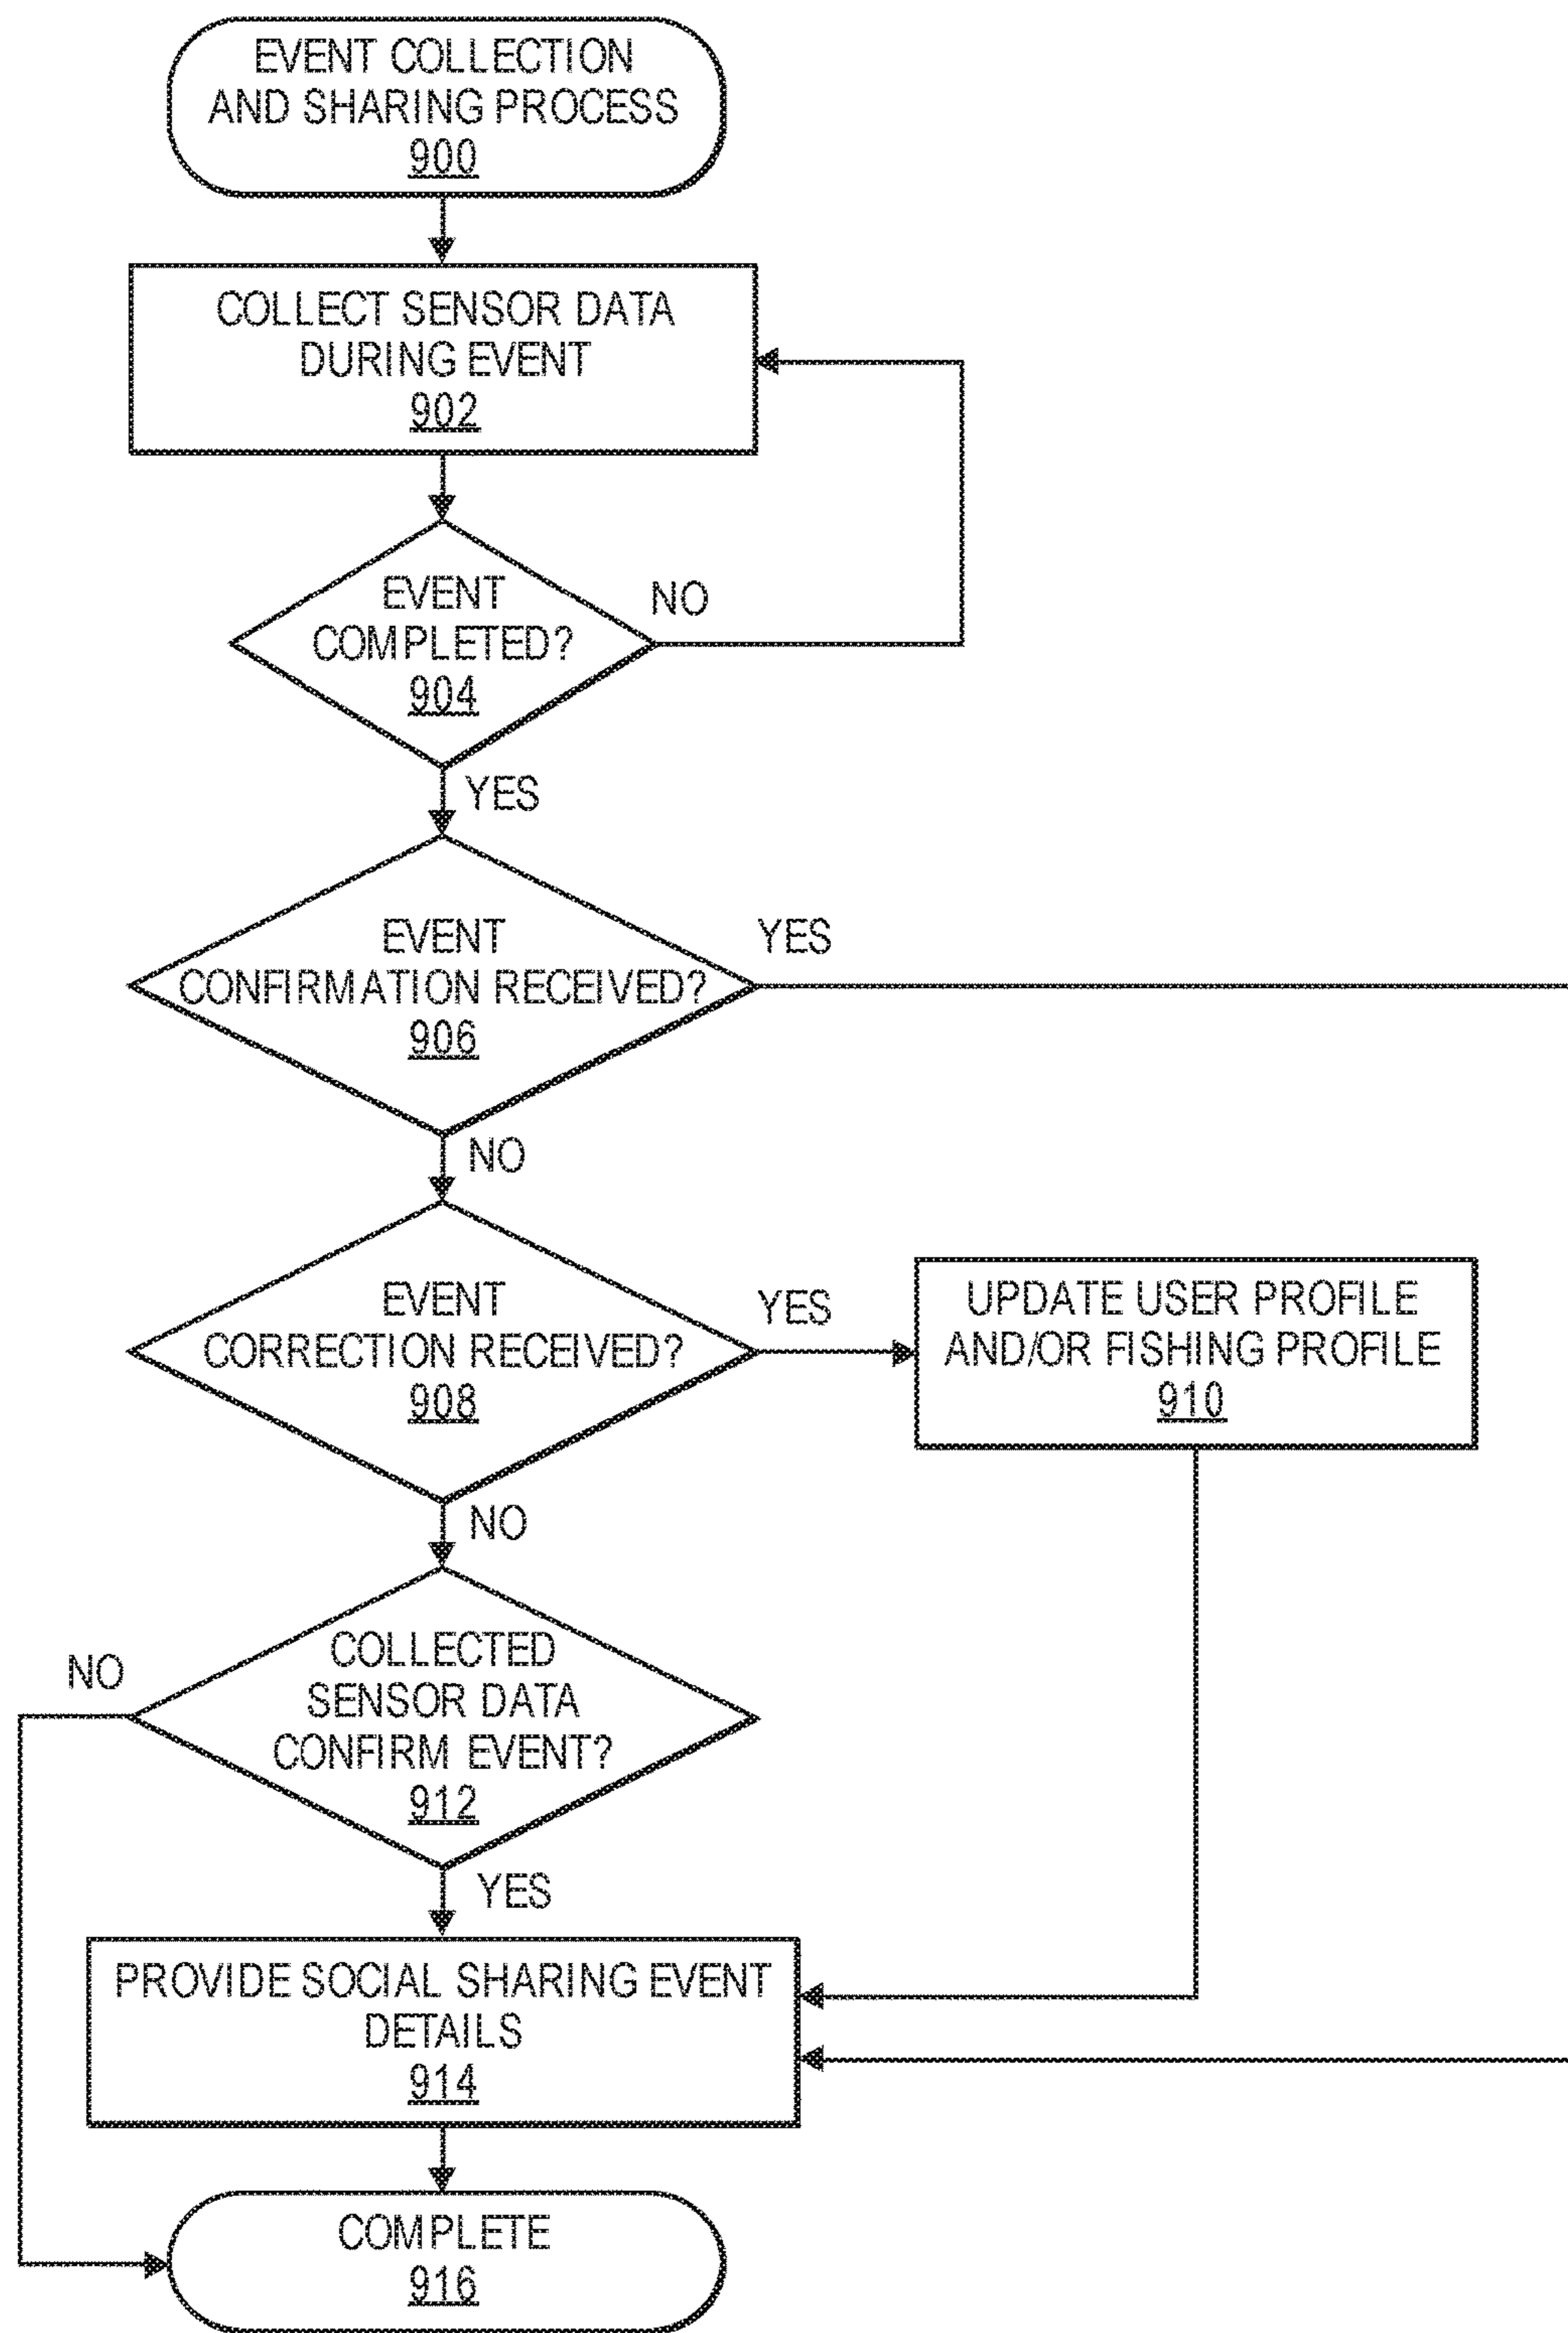 EVENT COLLECTION
AND SHARING PROCESS
900
COLLECT SENSOR DATA
DURING EVENT
902
EVENT
COMPLETED?
904
NO
YES
EVENT
CONFIRMATION RECEIVED?
906
YES
NO
EVENT
CORRECTION RECEIVED?
908
YES
UPDATE USER PROFILE
AND/OR FISHING PROFILE
910
NO
COLLECTED
SENSOR DATA
CONFIRM EVENT?
912
NO
YES
PROVIDE SOCIAL SHARING EVENT
DETAILS
914
COMPLETE
916